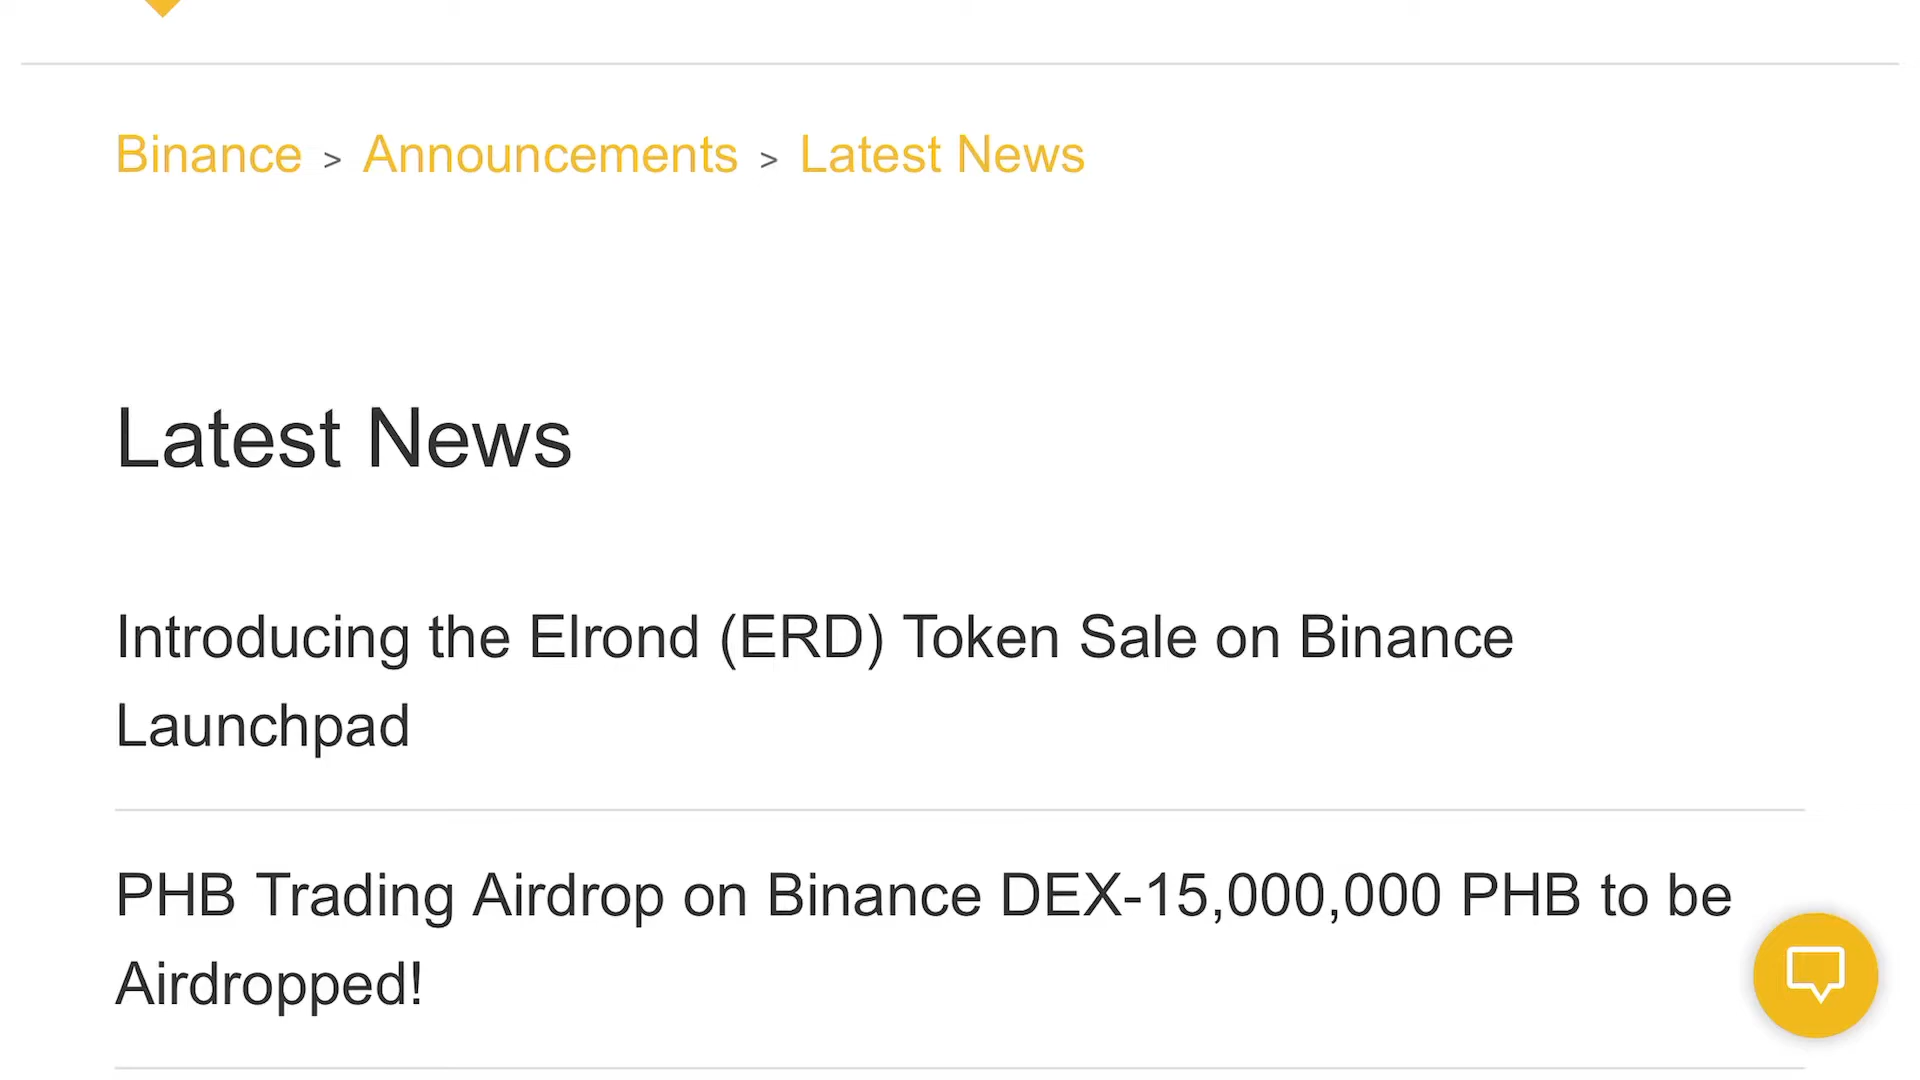 Binance > Announcements > Latest News
Latest News
Introducing the Elrond (ERD) Token Sale on Binance
Launchpad
PHB Trading Airdrop on Binance DEX-15,000,000 PHB to be
Airdropped!